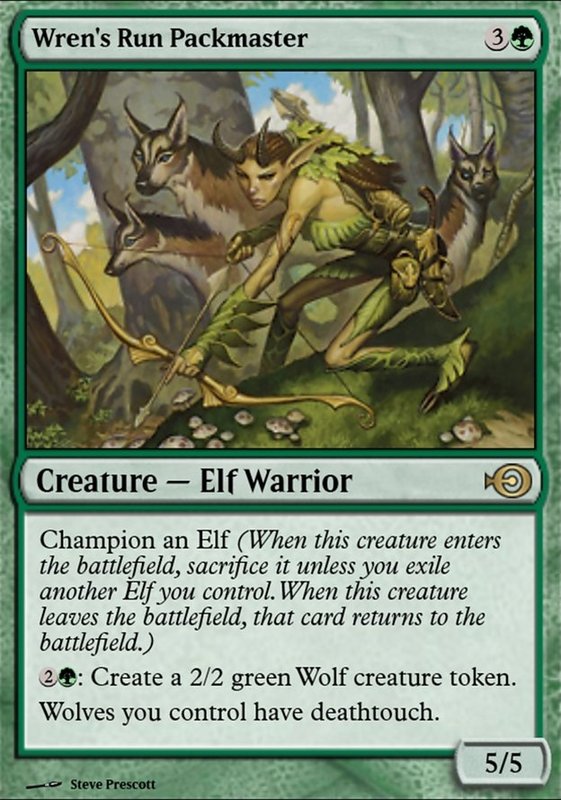 Wren's Run Packmaster 3
Creature — Elf Warrior
Champion an Elf (When this creature enters
the battlefield, sacrifice it unless you exile
another Elf you control. When this creature
leaves the battlefield, that card returns to the
battlefield.)
2: Create a 2/2 green Wolf creature token.
Wolves you control have deathtouch.
5/5
Steve Prescott